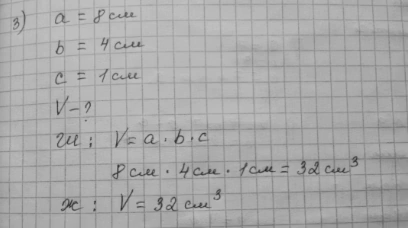 3) a = 8 см
b = 4 см
c = 1 см
V - ?
Ш : V = a · b · c
8 см · 4 см · 1 см = 32 см³
ж : V = 32 см³